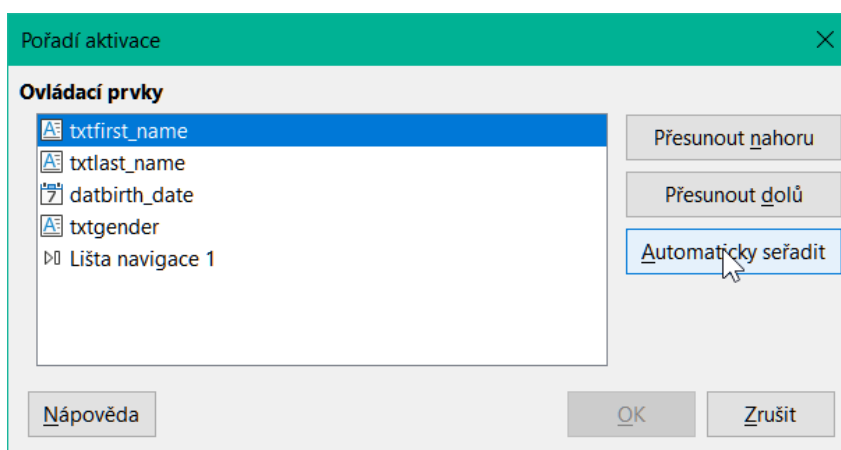 Pořadí aktivace
Ovládací prvky
txtfirst_name
txtlast_name
datbirth_date
txtgender
Lišta navigace 1
Přesunout nahoru
Přesunout dolů
Automaticky seřadit
Nápověda
OK
Zrušit